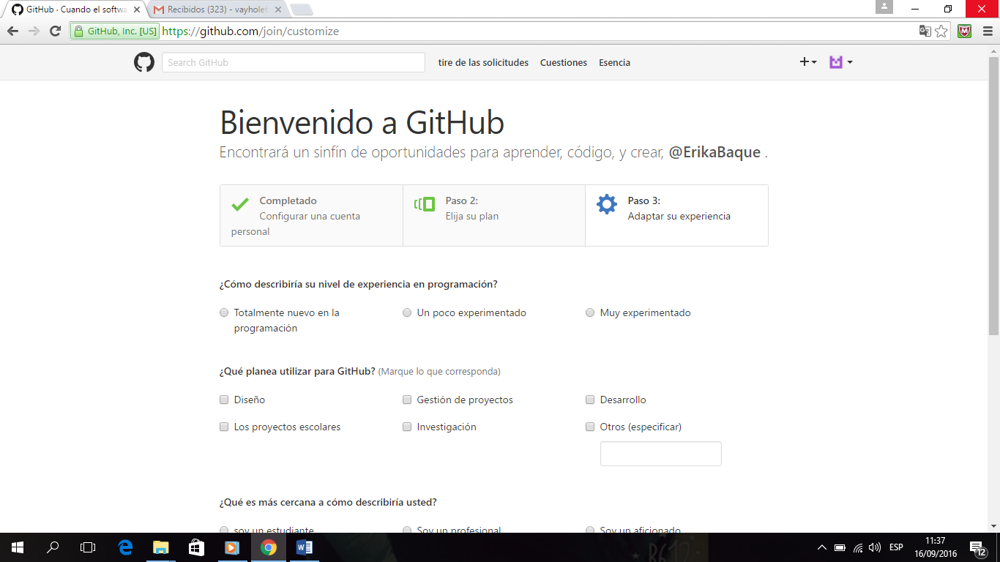 GitHub · Cuando el softwa
Recibidos (323) - vayholet
GitHub, Inc. [US] https://github.com/join/customize
Search GitHub
tire de las solicitudes Cuestiones Esencia
Bienvenido a GitHub
Encontrará un sinfín de oportunidades para aprender, código, y crear, @ErikaBaque .
Completado
Configurar una cuenta
personal
Paso 2:
Elija su plan
Paso 3:
Adaptar su experiencia
¿Cómo describiría su nivel de experiencia en programación?
Totalmente nuevo en la
programación
Un poco experimentado
Muy experimentado
¿Qué planea utilizar para GitHub? (Marque lo que corresponda)
Diseño Gestión de proyectos Desarrollo
Los proyectos escolares Investigación Otros (especificar)
¿Qué es más cercana a cómo describiría usted?
soy un estudiante Soy un profesional Soy un aficionado
ESP
11:37
16/09/2016
12